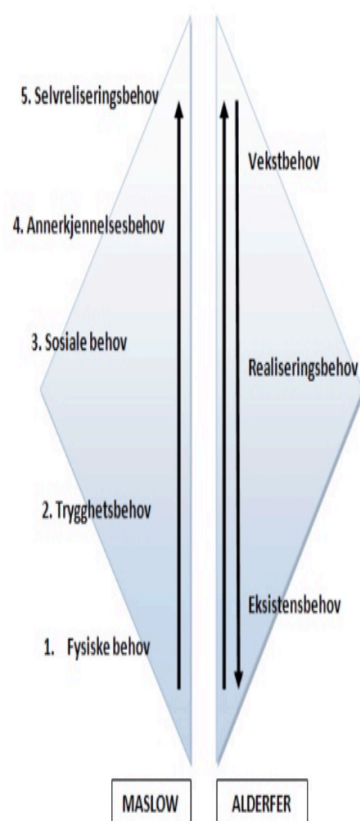 5. Selvreliseringsbehov
4. Annerkjennelsesbehov
3. Sosiale behov
2. Trygghetsbehov
1. Fysiske behov
Vekstbehov
Realiseringsbehov
Eksistensbehov
MASLOW
ALDERFER